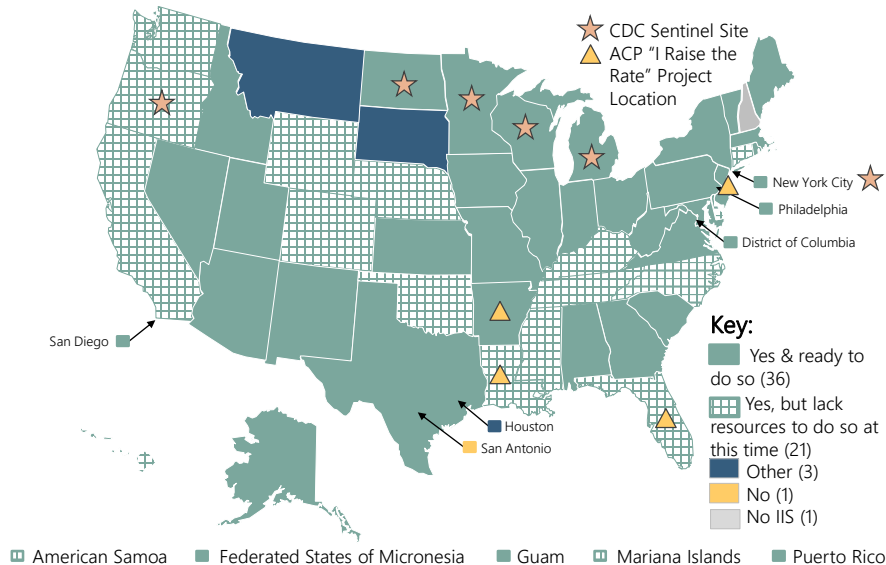 CDC Sentinel Site
ACP “I Raise the
Rate” Project
Location
New York City
Philadelphia
District of Columbia
San Diego
Houston
San Antonio
Key:
Yes & ready to
do so (36)
Yes, but lack
resources to do so at
this time (21)
Other (3)
No (1)
No IIS (1)
American Samoa
Federated States of Micronesia
Guam
Mariana Islands
Puerto Rico